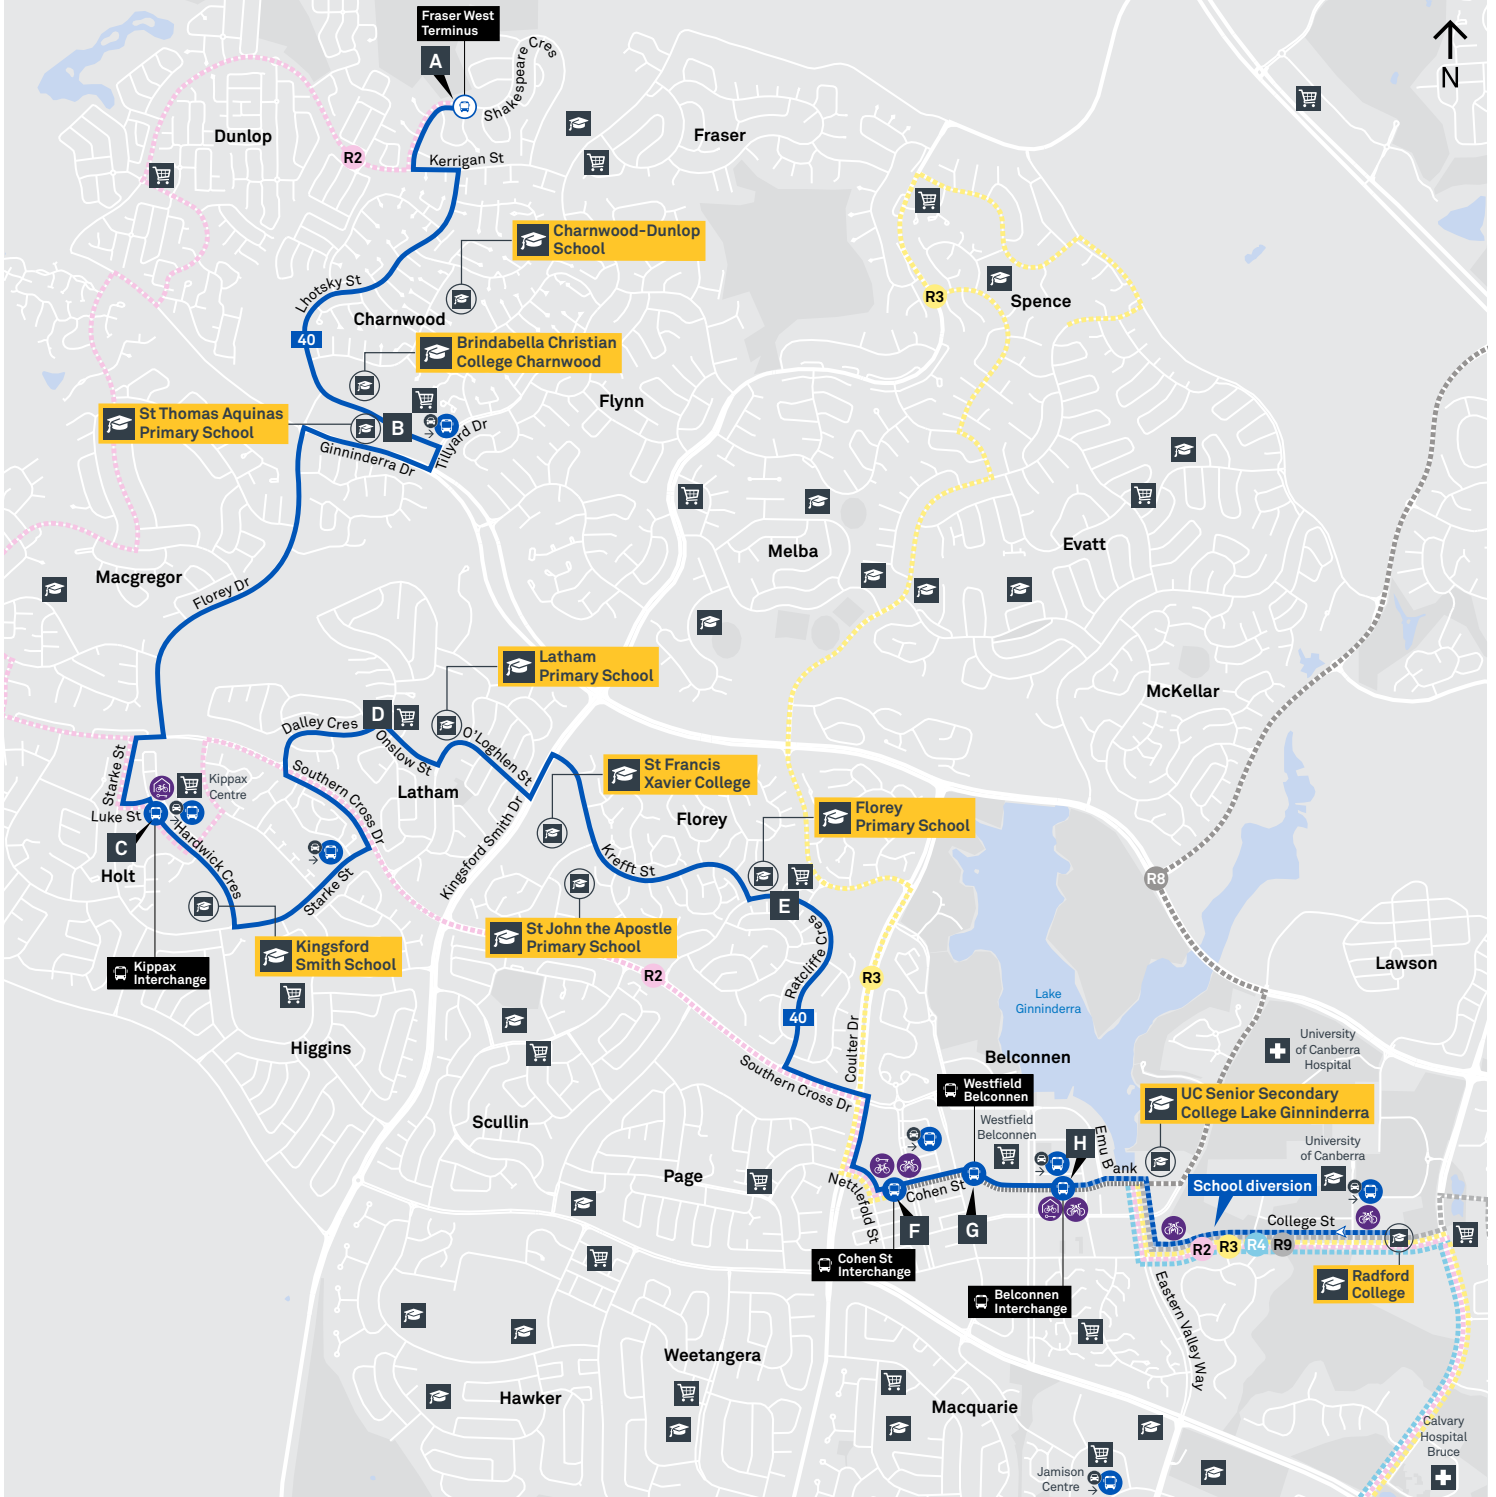 Fraser West
Terminus
A
Shakespeare Cres
N
Dunlop
R2
Kerrigan St
Fraser
Charnwood-Dunlop
School
Lhotsky St
R3
Spence
Charnwood
40
Brindabella Christian
College Charnwood
Flynn
St Thomas Aquinas
Primary School
B
Tillyard Dr
Ginninderra Dr
Melba
Evatt
Macgregor
Florey Dr
Latham
Primary School
McKellar
D
Dalley Cres
Onslow St
O'Loghlen St
Starke St
Southern Cross Dr
St Francis
Xavier College
Kippax
Centre
Latham
Luke St
Kingsford Smith Dr
Florey
Florey
Primary School
C
Hardwick Cres
Holt
Krefft St
R8
Starke St
E
Ratcliffe Cres
St John the Apostle
Primary School
Kingsford
Smith School
Kippax
Interchange
R2
R3
Lawson
Lake
Ginninderra
40
Coulter Dr
University
of Canberra
Hospital
Higgins
Belconnen
Southern Cross Dr
Westfield
Belconnen
UC Senior Secondary
College Lake Ginninderra
Scullin
Westfield
Belconnen
H
Emu Bank
University
of Canberra
Page
Nettlefold St
Cohen St
School diversion
F
G
College St
R2
R3
R4
R9
Cohen St
Interchange
Belconnen
Interchange
Radford
College
Eastern Valley Way
Weetangera
Hawker
Macquarie
Calvary
Hospital
Bruce
Jamison
Centre